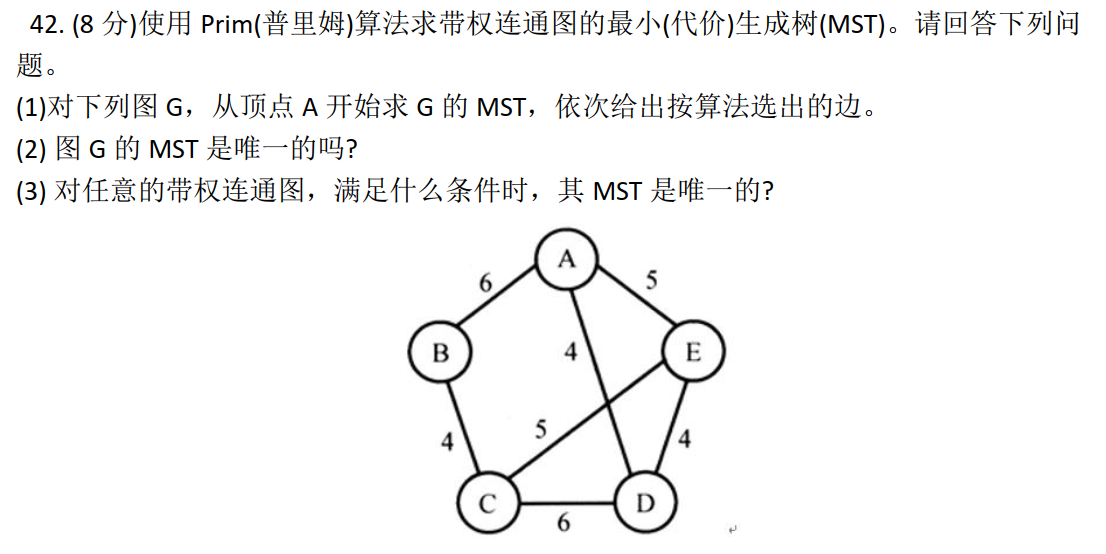 42. (8 分)使用 Prim(普里姆)算法求带权连通图的最小(代价)生成树(MST)。请回答下列问
题。
(1)对下列图 G，从顶点 A 开始求 G 的 MST，依次给出按算法选出的边。
(2) 图 G 的 MST 是唯一的吗?
(3) 对任意的带权连通图，满足什么条件时，其 MST 是唯一的?
A
6
5
B
4
E
5
4
4
C
D
6